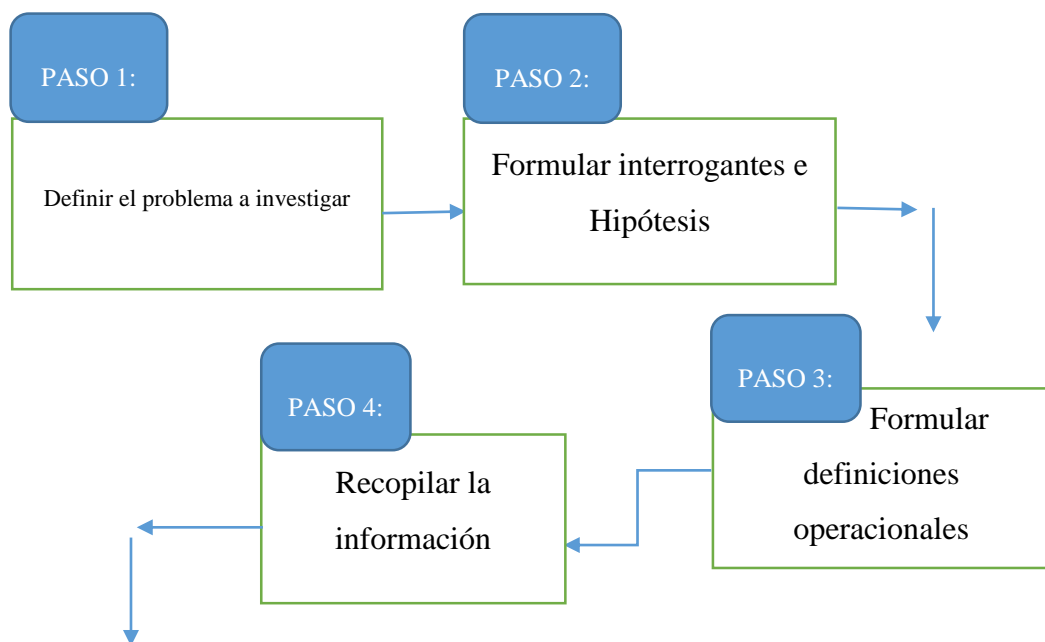 PASO 1:
Definir el problema a investigar
PASO 2:
Formular interrogantes e
Hipótesis
PASO 3:
Formular
definiciones
operacionales
PASO 4:
Recopilar la
información